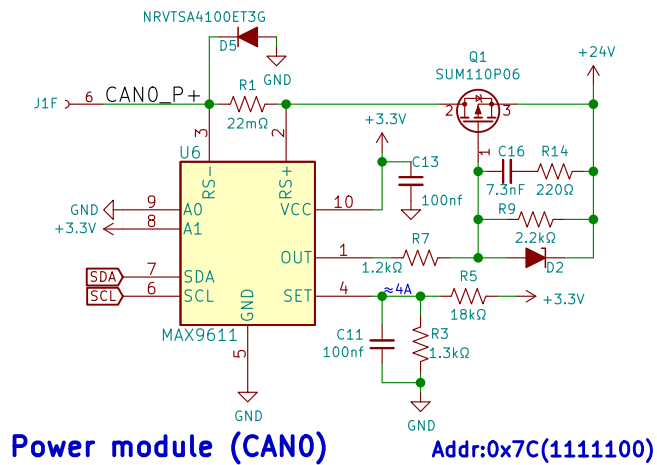 NRVTSA4100ET3G
D5
GND
Q1
SUM110P06
+24V
J1F
6
CAN0_P+
R1
22mΩ
2
3
1
3
2
+3.3V
U6
RS-
RS+
C13
100nf
C16
7.3nF
R14
220Ω
GND
9
A0
VCC
10
+3.3V
8
A1
R9
2.2kΩ
OUT
1
R7
1.2kΩ
D2
SDA
7
SDA
SCL
6
SCL
SET
4
≈4A
R5
18kΩ
+3.3V
GND
MAX9611
5
C11
100nf
R3
1.3kΩ
GND
GND
Power module (CAN0)
Addr:0x7C(1111100)